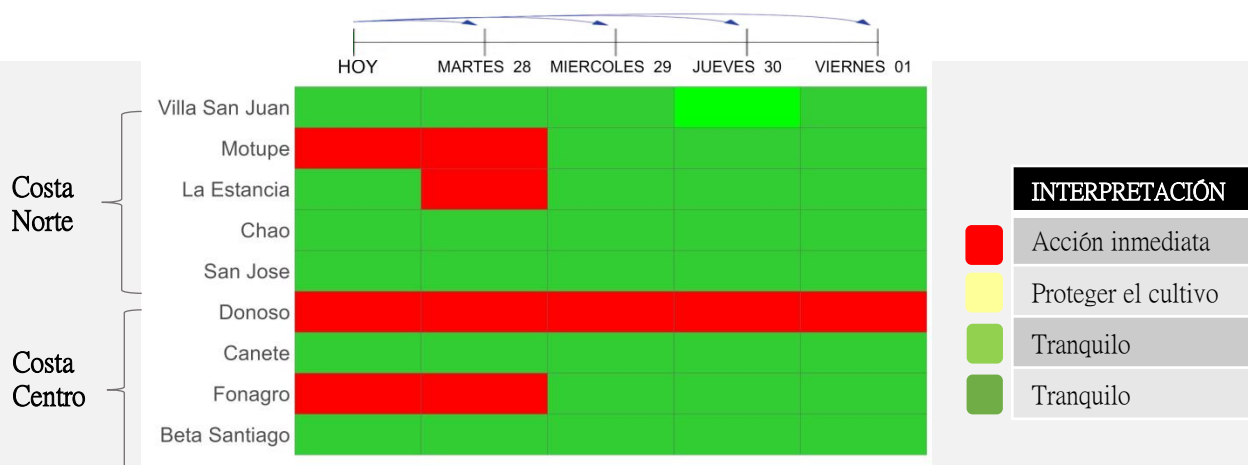 HOY MARTES 28 MIERCOLES 29 JUEVES 30 VIERNES 01
Costa
Norte
Villa San Juan
Motupe
La Estancia
Chao
San Jose
Costa
Centro
Donoso
Canete
Fonagro
Beta Santiago
INTERPRETACIÓN
Acción inmediata
Proteger el cultivo
Tranquilo
Tranquilo